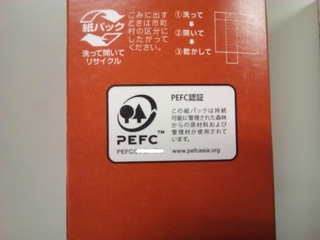 紙パック
洗って開いて
リサイクル
ごみに出す
ときは市町
村の区分に
したがって
ください。
①洗って
②開いて
③乾かして
PEFC認証
この紙パックは持続
可能に管理された森林
からの原材料および
管理材が使用されて
います。
PEFC™
PEFC/
www.pefcasia.org